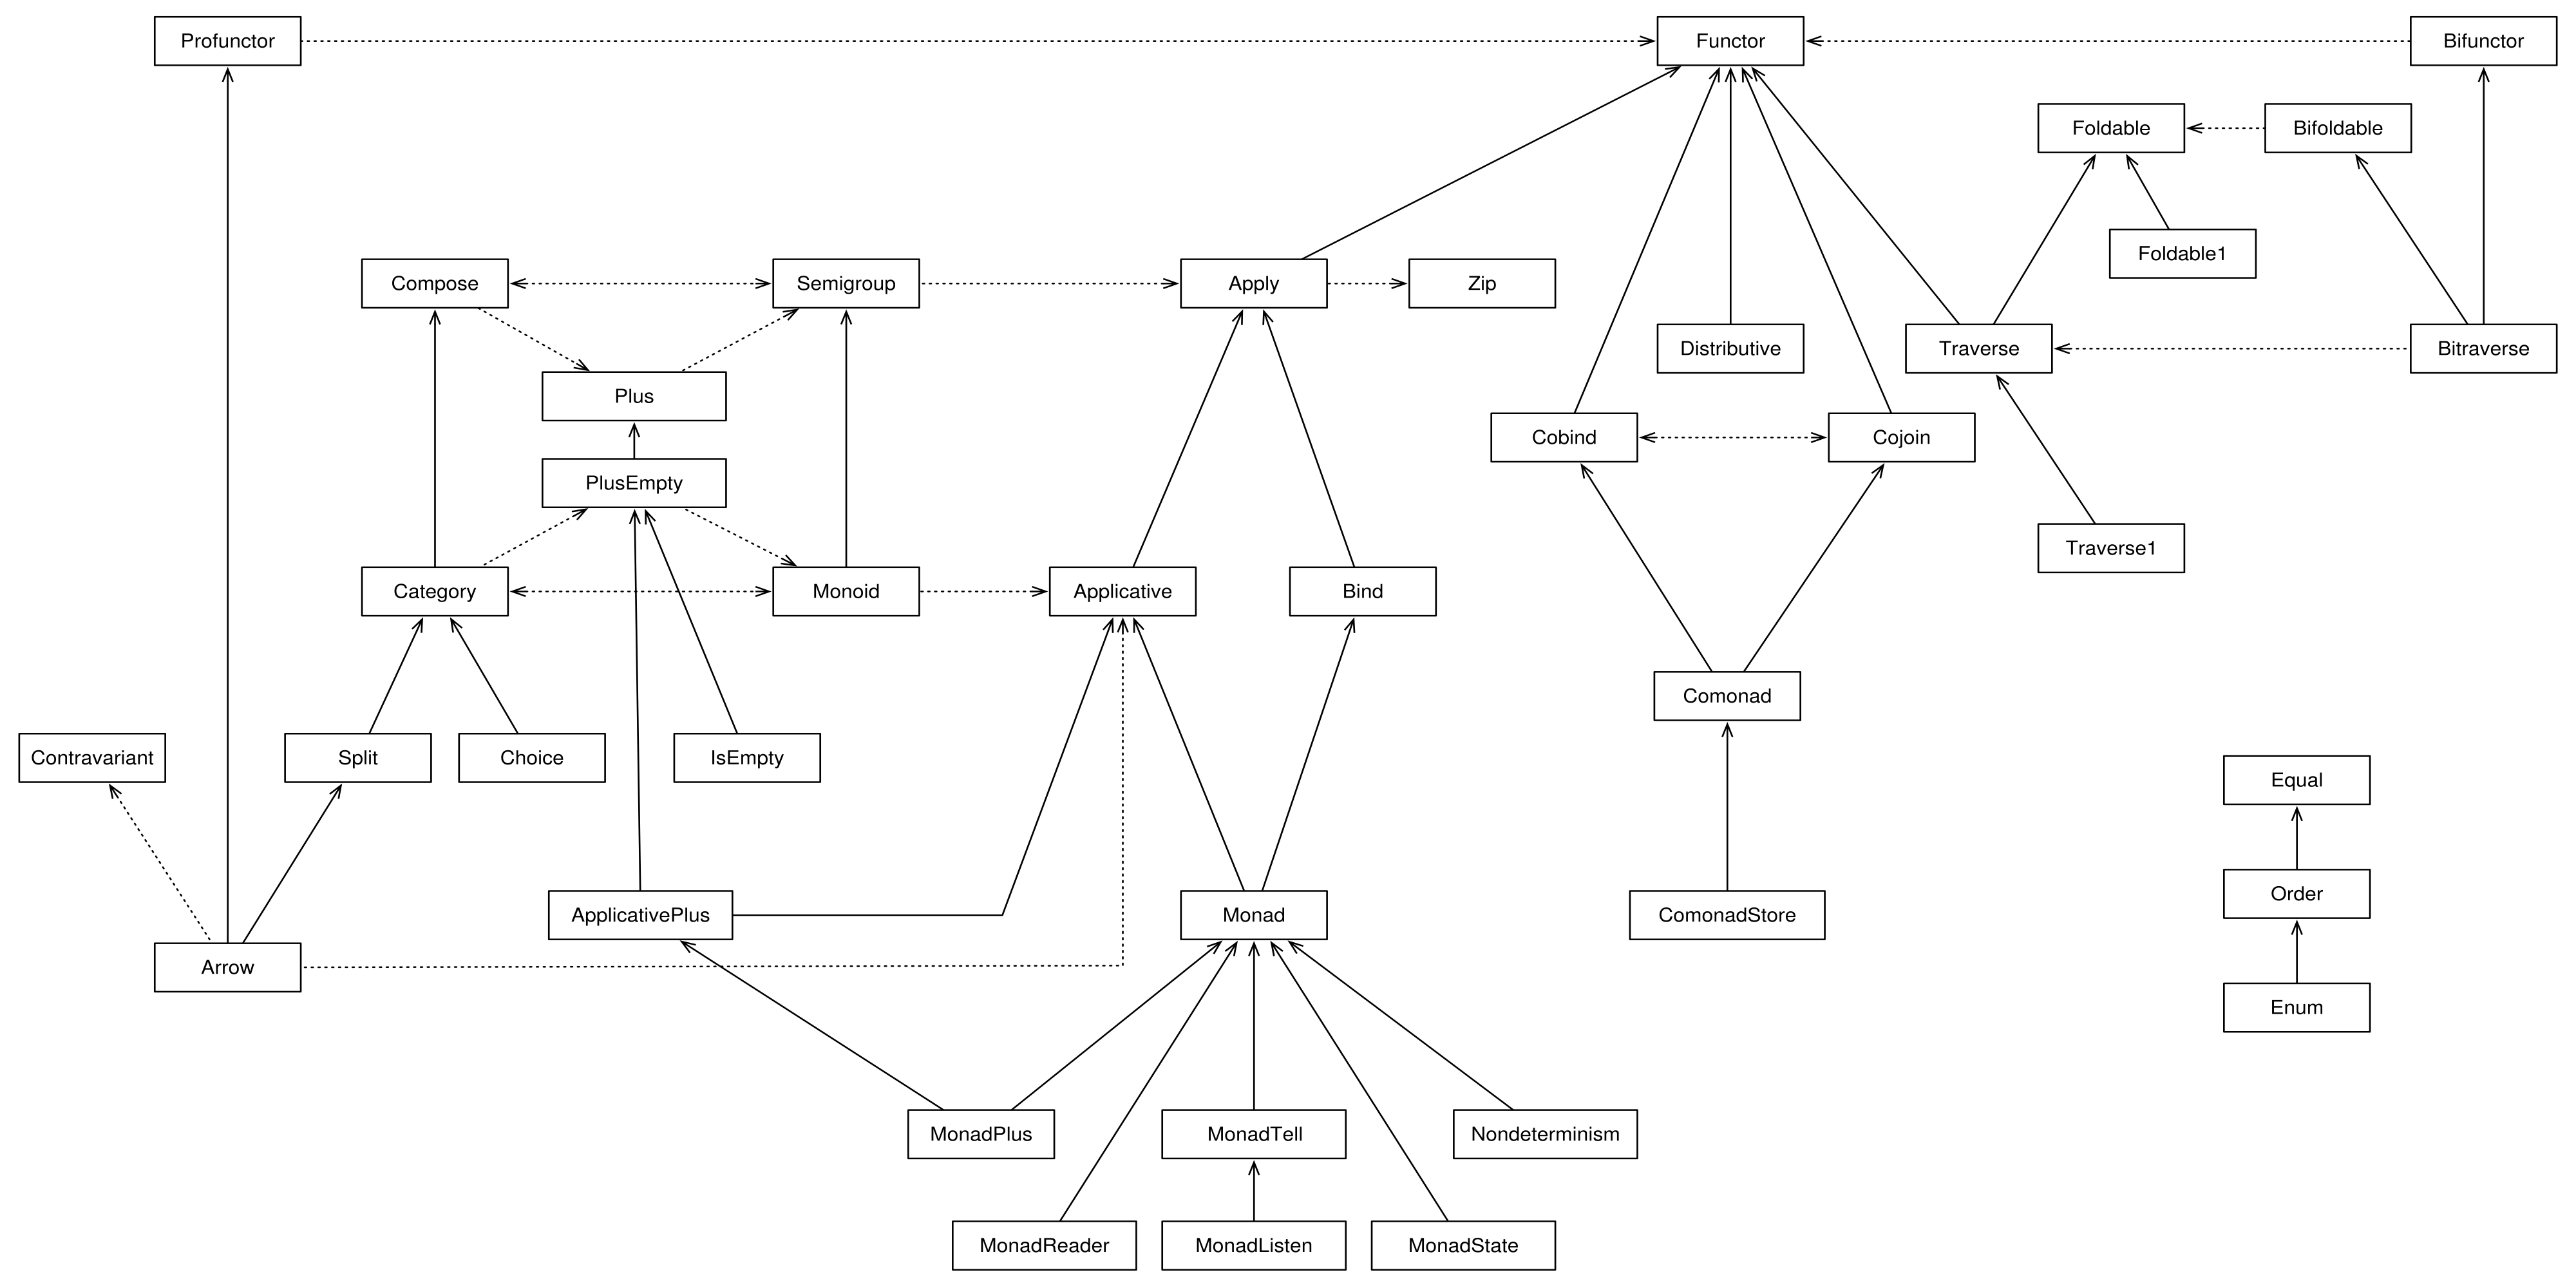 Profunctor
Functor
Bifunctor
Foldable
Bifoldable
Foldable1
Compose
Semigroup
Apply
Zip
Distributive
Traverse
Bitraverse
Plus
Cobind
Cojoin
PlusEmpty
Traverse1
Category
Monoid
Applicative
Bind
Comonad
Contravariant
Split
Choice
IsEmpty
Equal
Order
ApplicativePlus
Monad
ComonadStore
Arrow
Enum
MonadPlus
MonadTell
Nondeterminism
MonadReader
MonadListen
MonadState